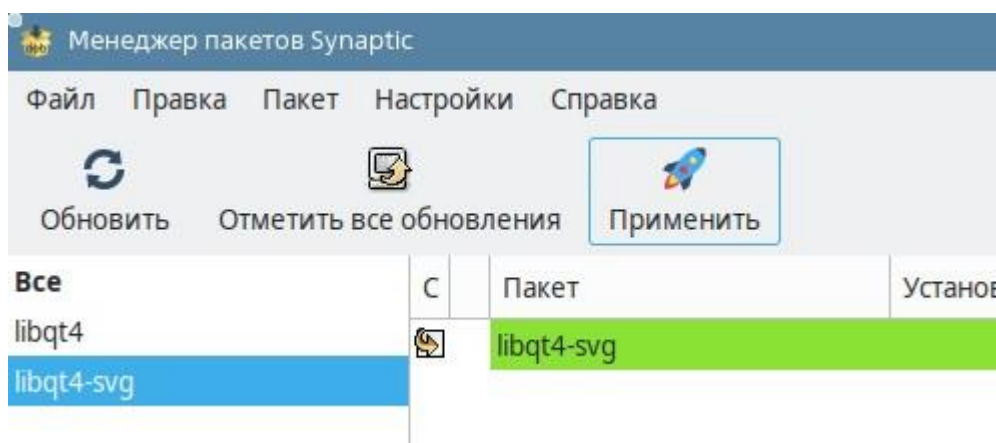 Менеджер пакетов Synaptic
Файл Правка Пакет Настройки Справка
Обновить Отметить все обновления Применить
Все С Пакет Установ
libqt4
libqt4-svg libqt4-svg